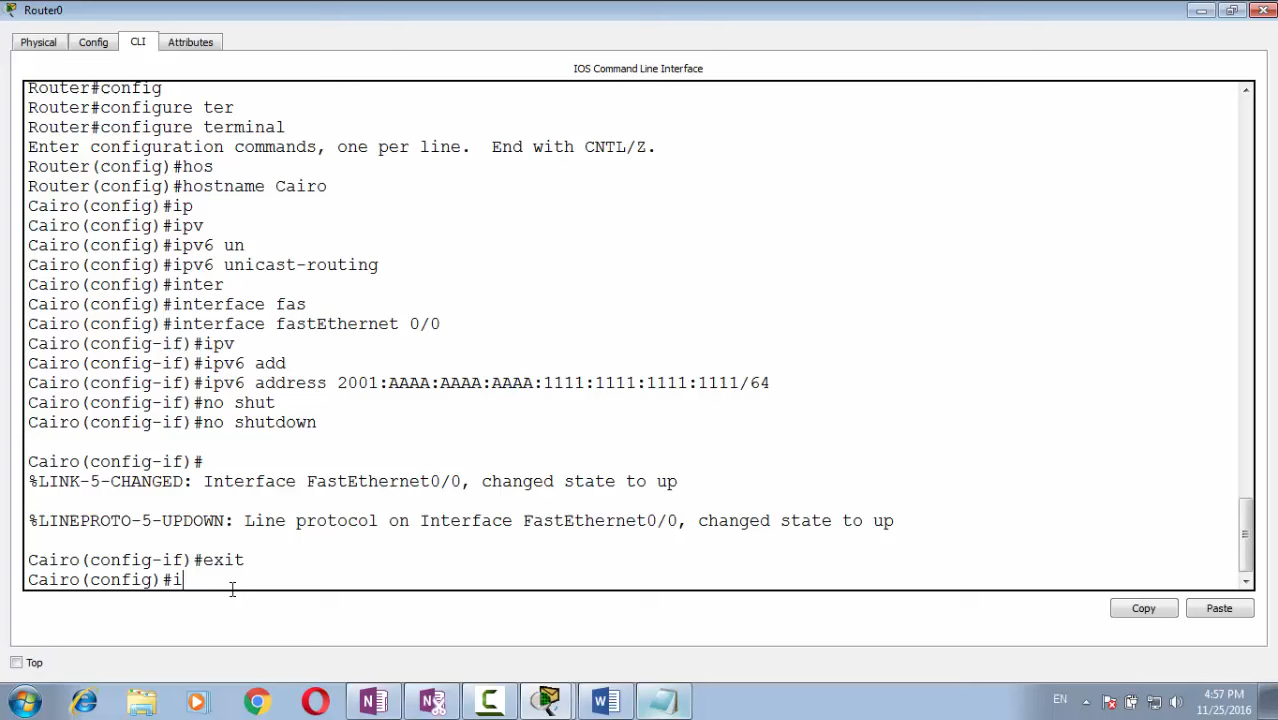 Router0
Physical Config CLI Attributes
IOS Command Line Interface
Router#config
Router#configure ter
Router#configure terminal
Enter configuration commands, one per line.  End with CNTL/Z.
Router(config)#hos
Router(config)#hostname Cairo
Cairo(config)#ip
Cairo(config)#ipv
Cairo(config)#ipv6 un
Cairo(config)#ipv6 unicast-routing
Cairo(config)#inter
Cairo(config)#interface fas
Cairo(config)#interface fastEthernet 0/0
Cairo(config-if)#ipv
Cairo(config-if)#ipv6 add
Cairo(config-if)#ipv6 address 2001:AAAA:AAAA:AAAA:1111:1111:1111:1111/64
Cairo(config-if)#no shut
Cairo(config-if)#no shutdown
Cairo(config-if)#
%LINK-5-CHANGED: Interface FastEthernet0/0, changed state to up
%LINEPROTO-5-UPDOWN: Line protocol on Interface FastEthernet0/0, changed state to up
Cairo(config-if)#exit
Cairo(config)#i
Copy Paste
Top
EN 4:57 PM
11/25/2016